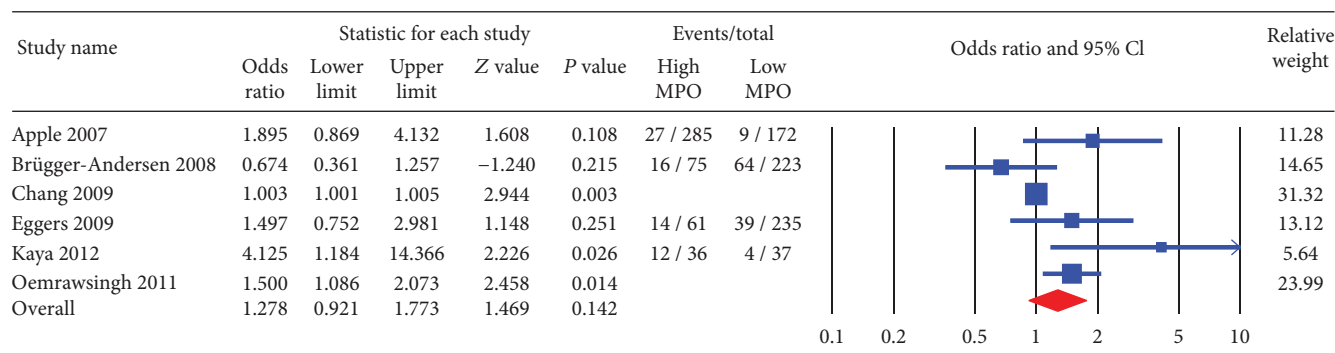 Study name Statistic for each study Events/total Odds ratio and 95% Cl Relative weight
Odds ratio Lower limit Upper limit Z value P value High MPO Low MPO
Apple 2007 1.895 0.869 4.132 1.608 0.108 27 / 285 9 / 172 11.28
Brügger-Andersen 2008 0.674 0.361 1.257 −1.240 0.215 16 / 75 64 / 223 14.65
Chang 2009 1.003 1.001 1.005 2.944 0.003 31.32
Eggers 2009 1.497 0.752 2.981 1.148 0.251 14 / 61 39 / 235 13.12
Kaya 2012 4.125 1.184 14.366 2.226 0.026 12 / 36 4 / 37 5.64
Oemrawsingh 2011 1.500 1.086 2.073 2.458 0.014 23.99
Overall 1.278 0.921 1.773 1.469 0.142
0.1 0.2 0.5 1 2 5 10